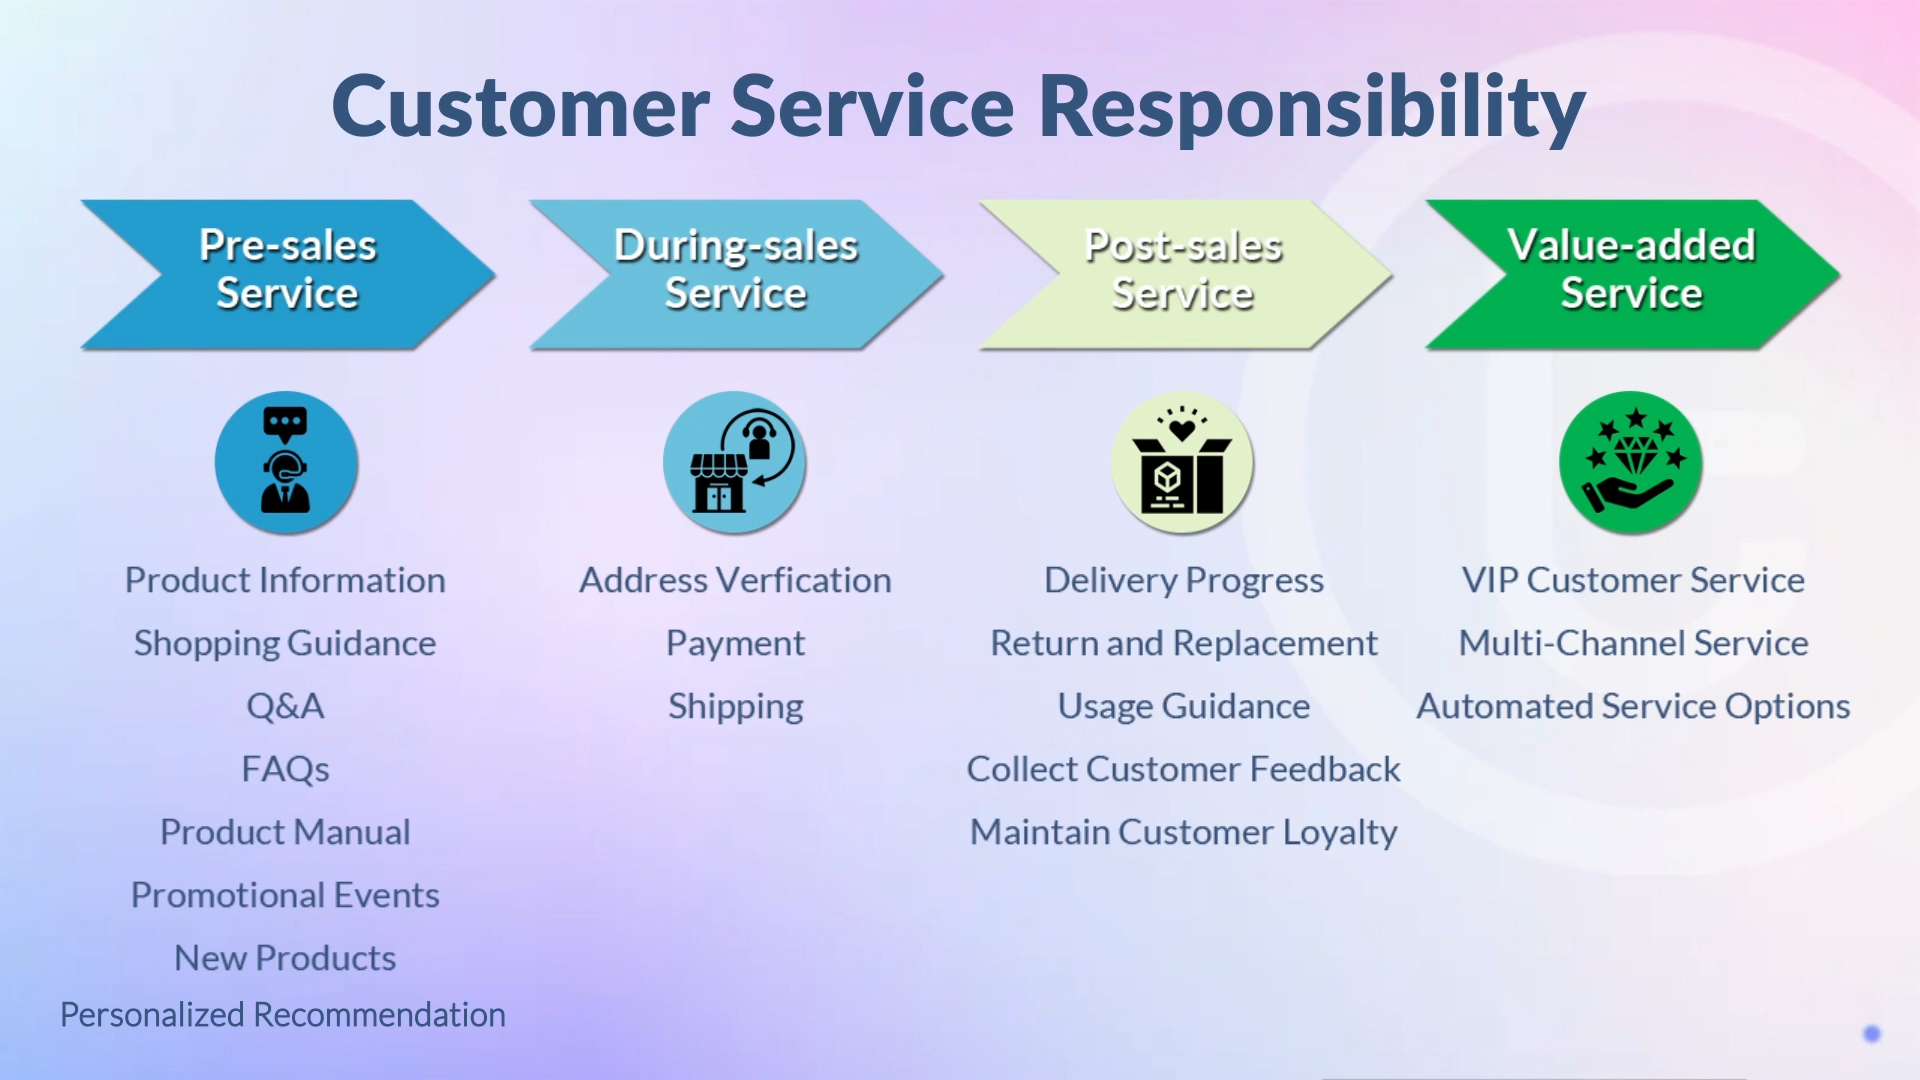 Customer Service Responsibility
Pre-sales
Service
During-sales
Service
Post-sales
Service
Value-added
Service
Product Information
Shopping Guidance
Q&A
FAQs
Product Manual
Promotional Events
New Products
Personalized Recommendation
Address Verfication
Payment
Shipping
Delivery Progress
Return and Replacement
Usage Guidance
Collect Customer Feedback
Maintain Customer Loyalty
VIP Customer Service
Multi-Channel Service
Automated Service Options